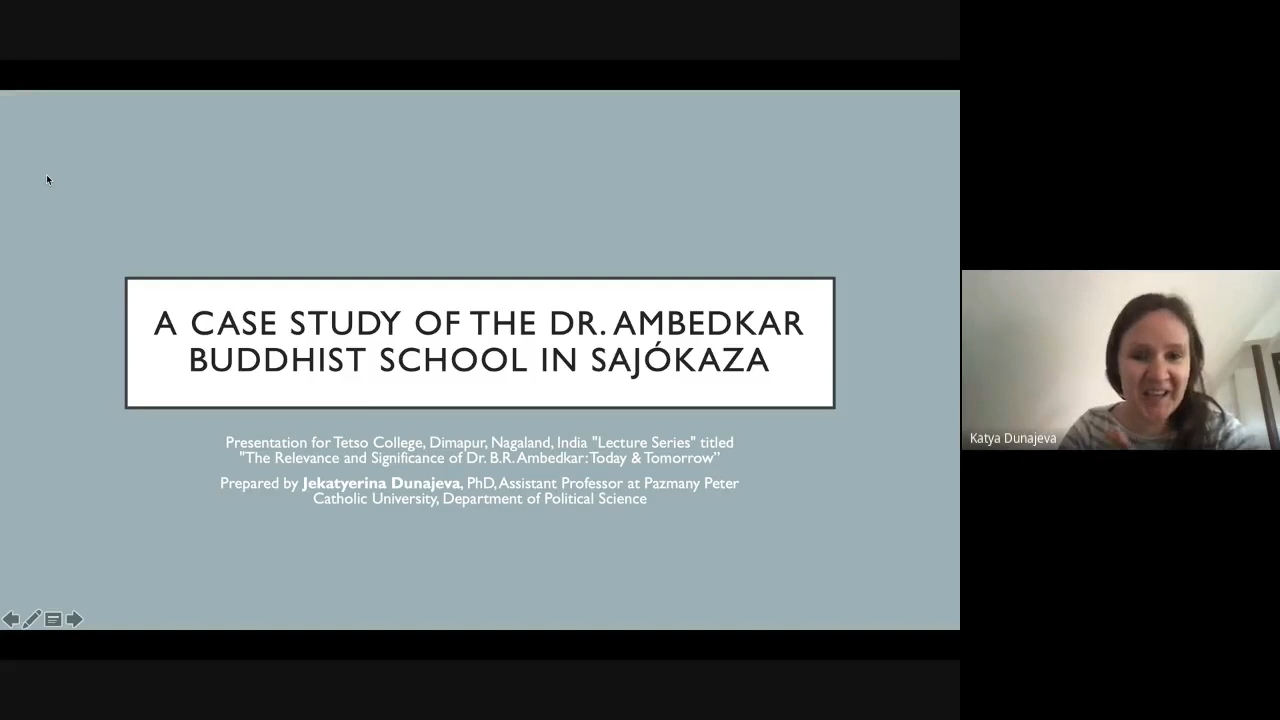 A CASE STUDY OF THE DR. AMBEDKAR
BUDDHIST SCHOOL IN SAJÓKAZA
Presentation for Tetso College, Dimapur, Nagaland, India "Lecture Series" titled
"The Relevance and Significance of Dr. B.R. Ambedkar: Today & Tomorrow”
Prepared by Jekatyerina Dunajeva, PhD, Assistant Professor at Pazmany Peter
Catholic University, Department of Political Science
Katya Dunajeva